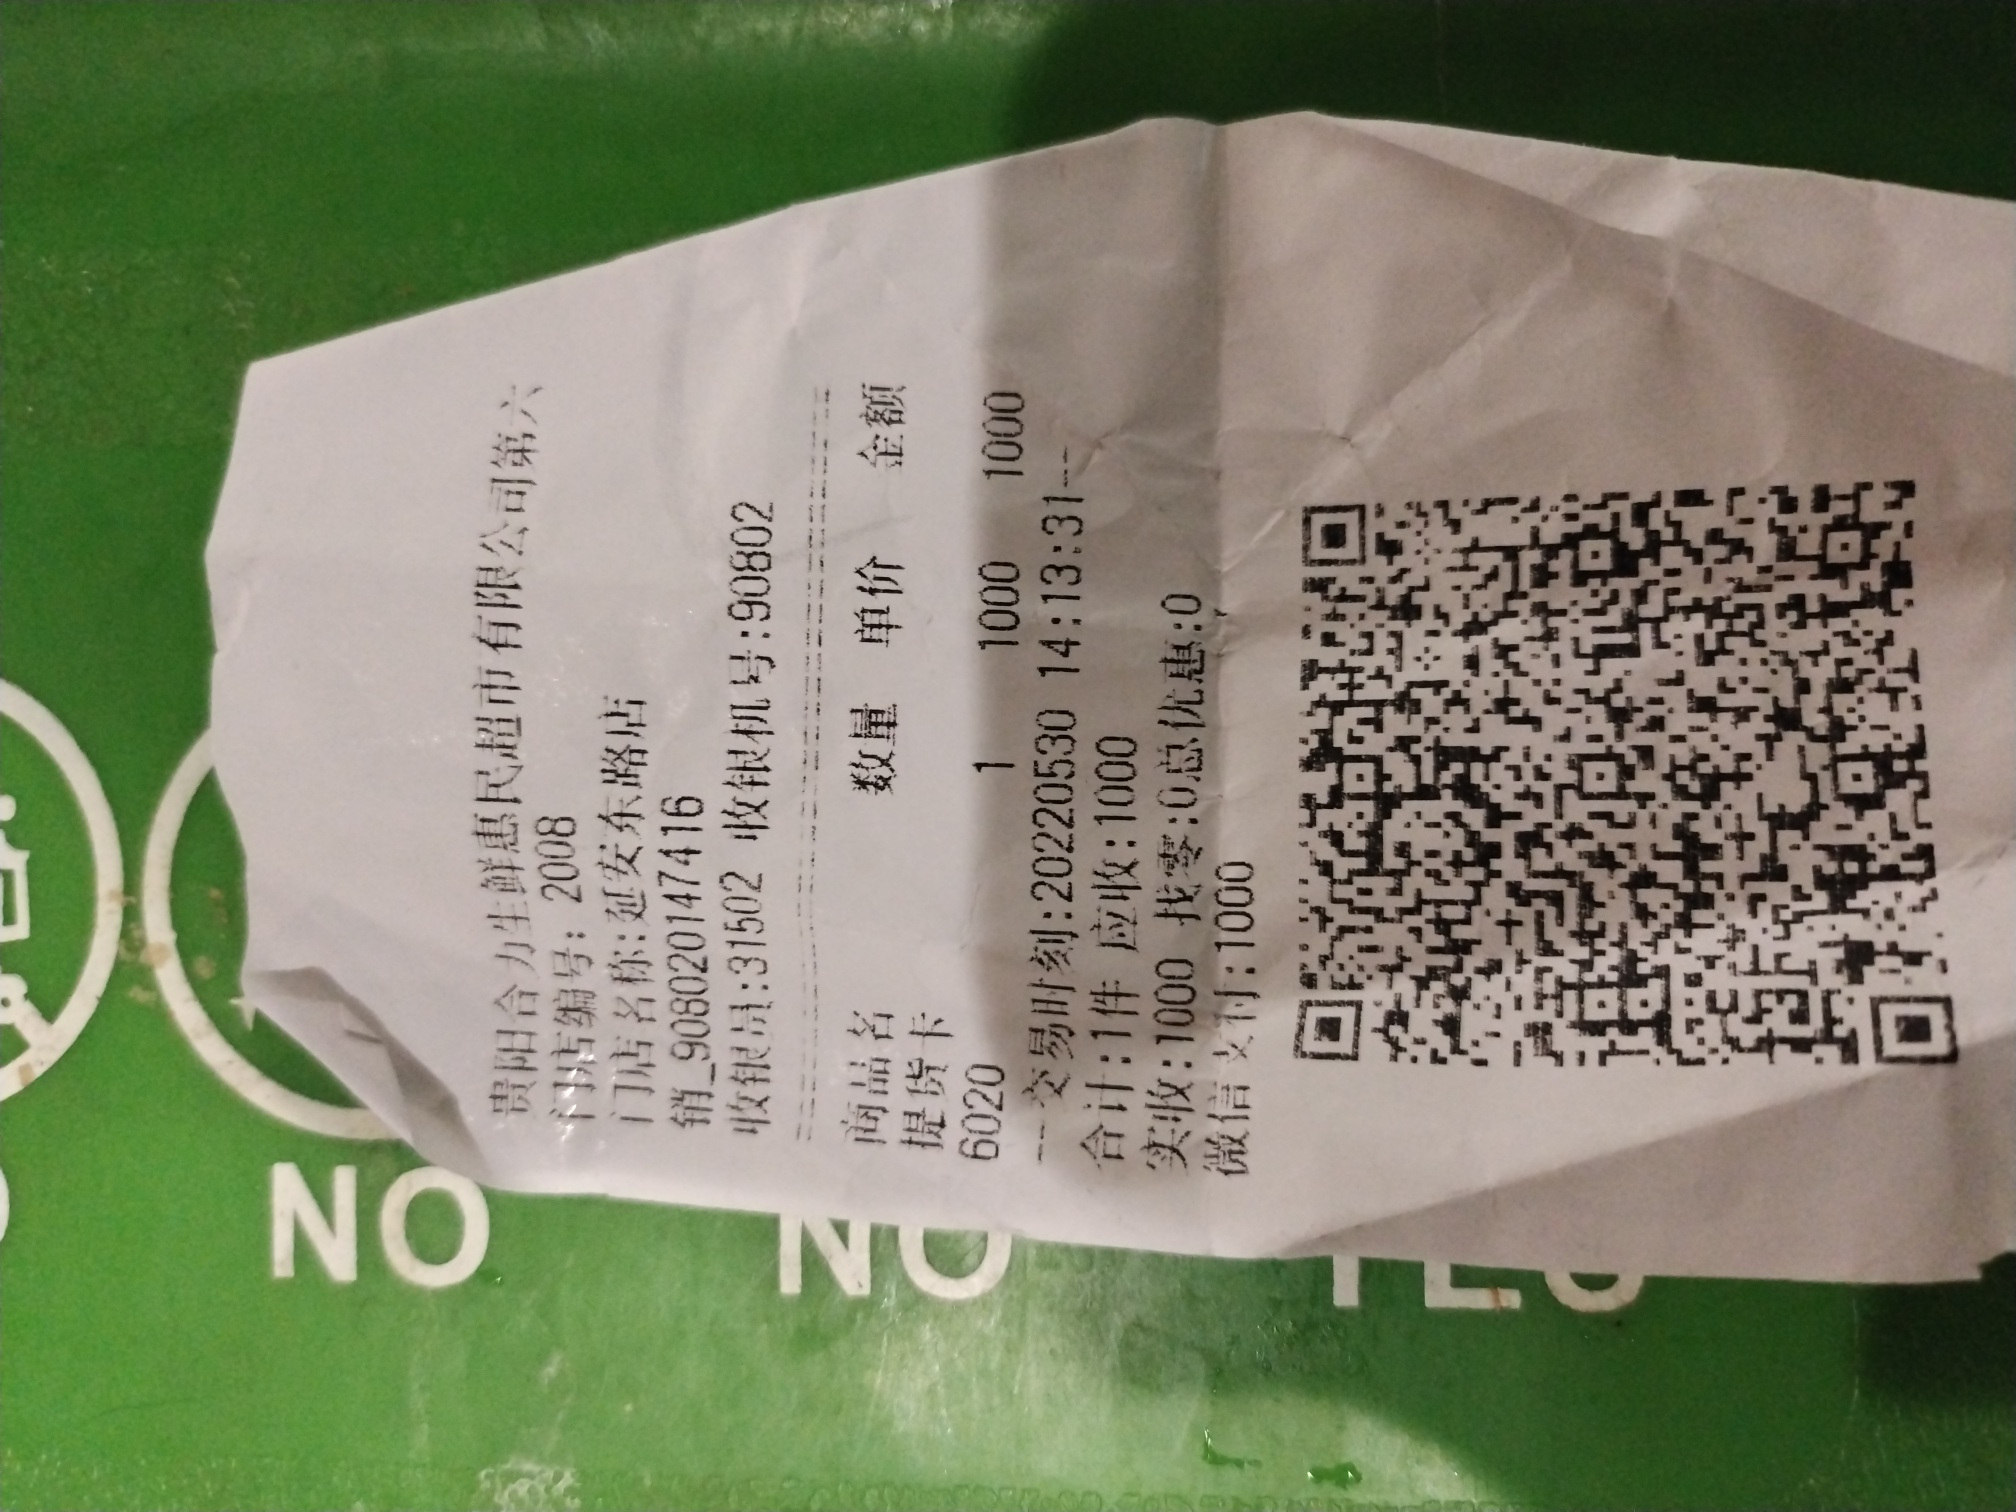 贵阳合力生鲜惠民超市有限公司第六
门店编号: 2008
门店名称:延安东路店
销_9080220147 4416
收银员:31502 收银机号:90802
商品名 数量 单价 金额
提货卡
6020 1 1000 1000
--交易时刻:20220530 14:13:31--
合计:1件 应收:1000
实收:1000 找零:0总优惠:0
微信支付:1000
NO
NO